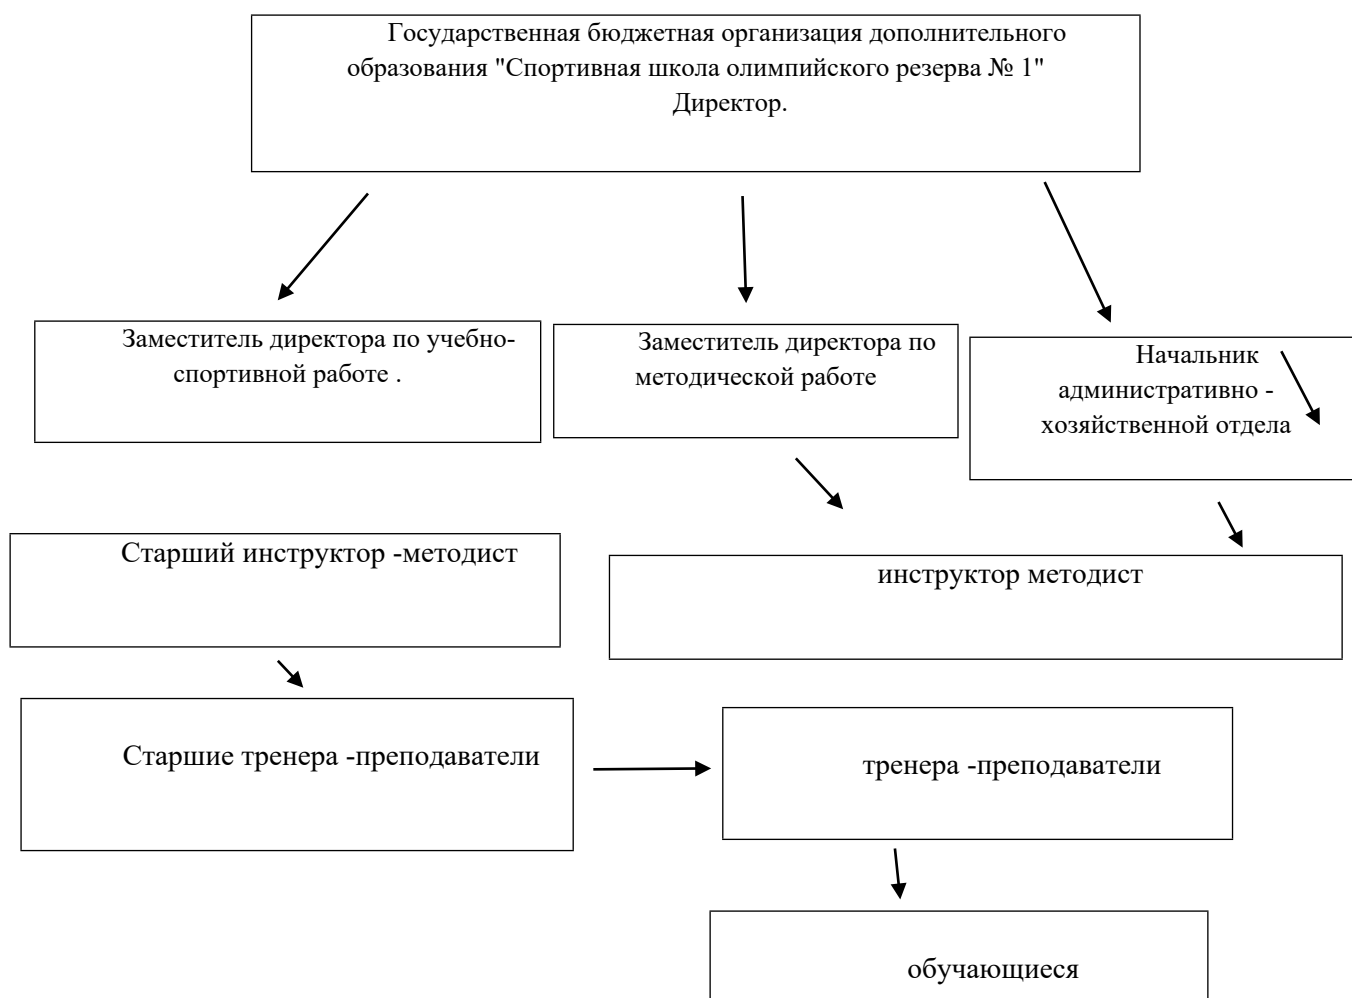 Государственная бюджетная организация дополнительного
образования "Спортивная школа олимпийского резерва № 1"
Директор.
Заместитель директора по учебно-
спортивной работе .
Заместитель директора по
методической работе
Начальник
административно -
хозяйственной отдела
Старший инструктор -методист
инструктор методист
Старшие тренера -преподаватели
тренера -преподаватели
обучающиеся